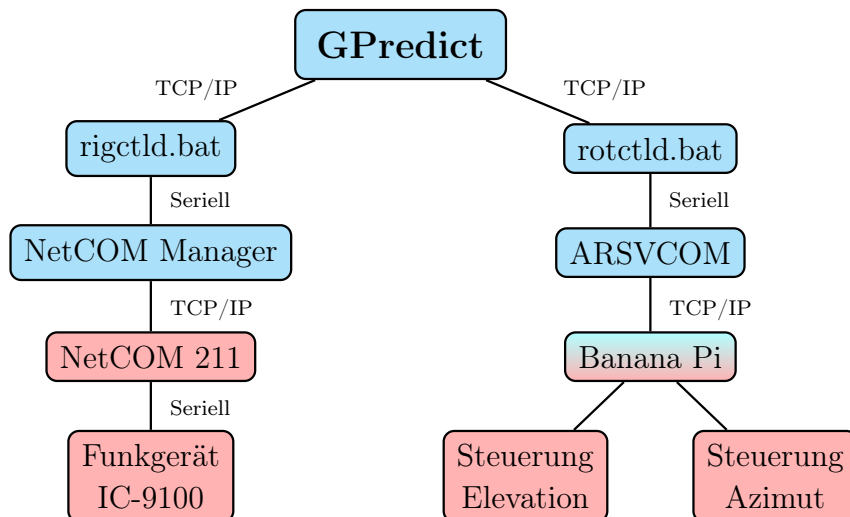 GPredict
TCP/IP
TCP/IP
rigctld.bat
rotctld.bat
Seriell
Seriell
NetCOM Manager
ARSVCOM
TCP/IP
TCP/IP
NetCOM 211
Banana Pi
Seriell
Funkgerät
IC-9100
Steuerung
Elevation
Steuerung
Azimut